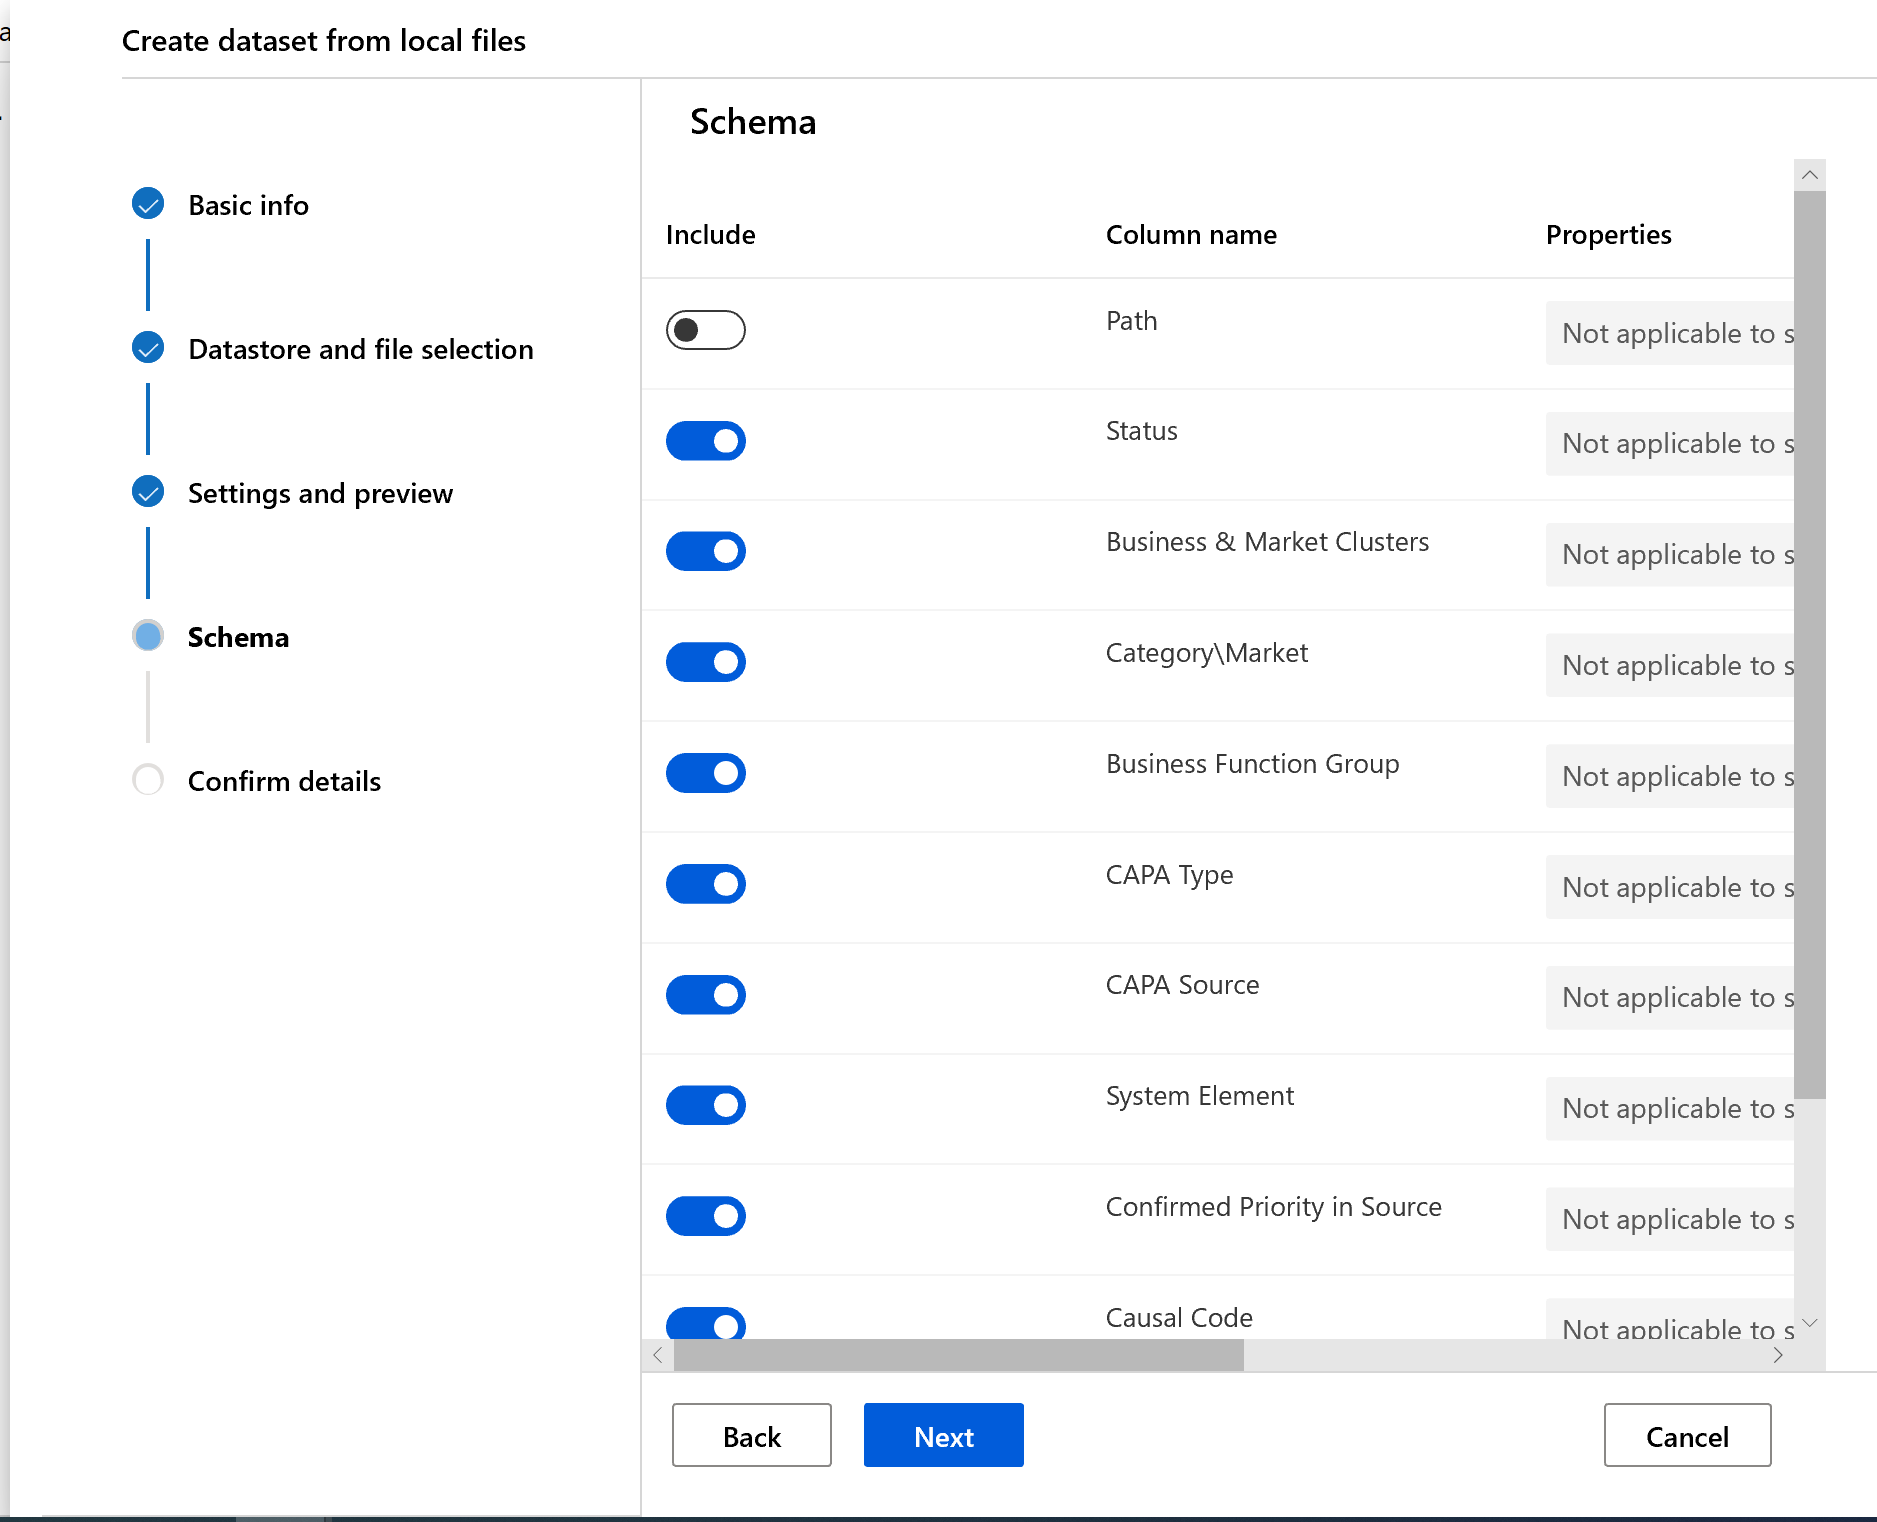 Create dataset from local files
Basic info
Datastore and file selection
Settings and preview
Schema
Confirm details
Schema
Include Column name Properties
Path Not applicable to s
Status Not applicable to s
Business & Market Clusters Not applicable to s
Category\Market Not applicable to s
Business Function Group Not applicable to s
CAPA Type Not applicable to s
CAPA Source Not applicable to s
System Element Not applicable to s
Confirmed Priority in Source Not applicable to s
Causal Code Not applicable to s
Back Next Cancel